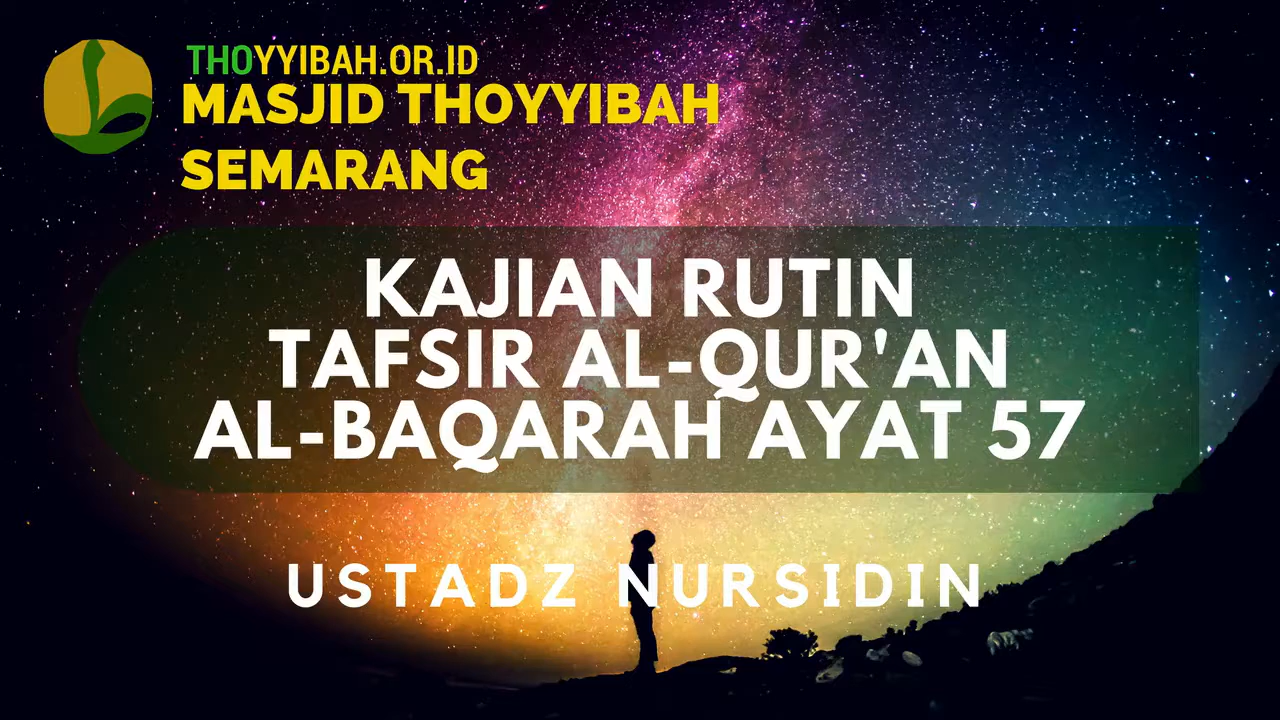 THOYYIBAH.OR.ID
MASJID THOYYIBAH
SEMARANG
KAJIAN RUTIN
TAFSIR AL-QUR'AN
AL-BAQARAH AYAT 57
USTADZ NURSIDIN